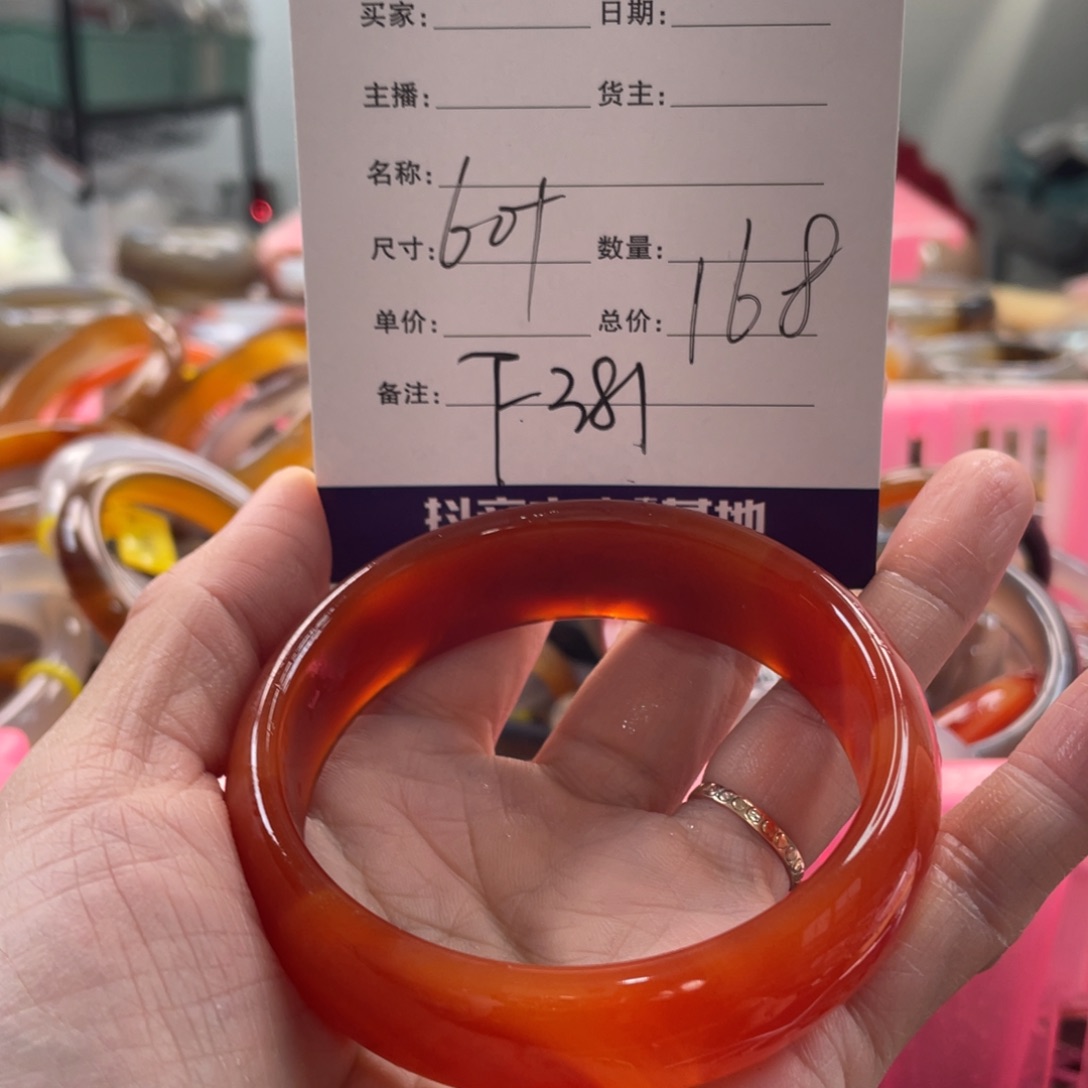 买家: 日期:
主播: 货主:
名称:
尺寸: 60+ 数量:
单价: 总价: 168
备注: F-381